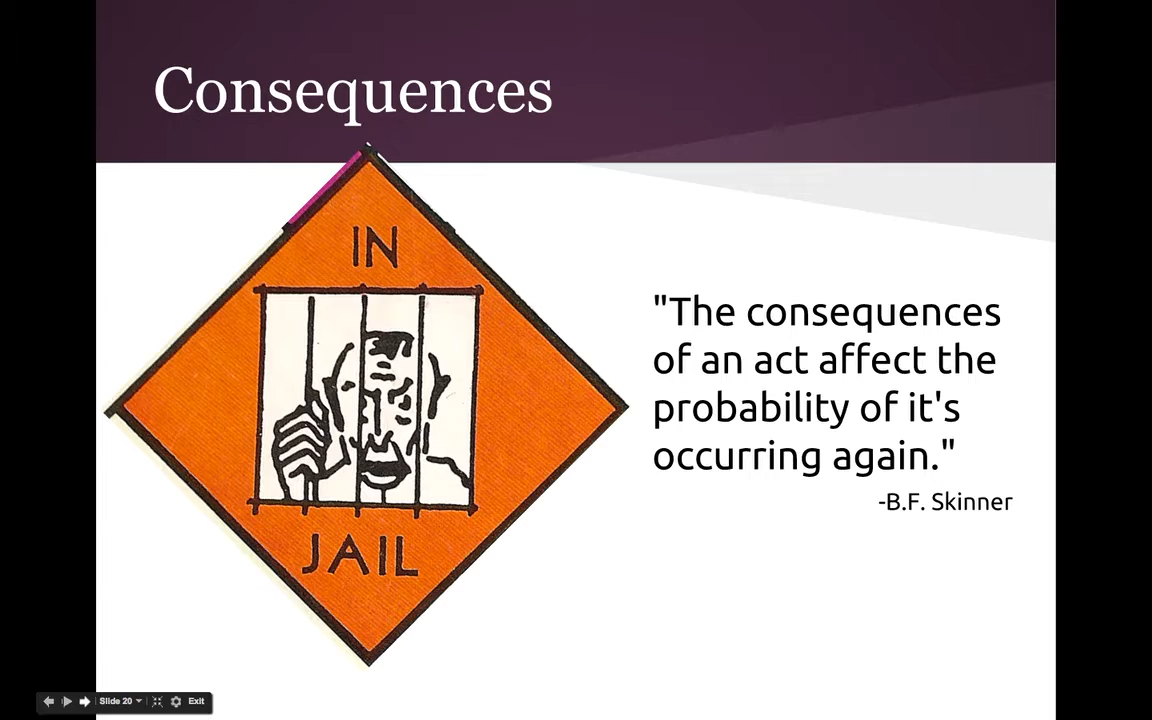 Consequences
IN
JAIL
"The consequences
of an act affect the
probability of it's
occurring again."
-B.F. Skinner
Slide 20
Exit